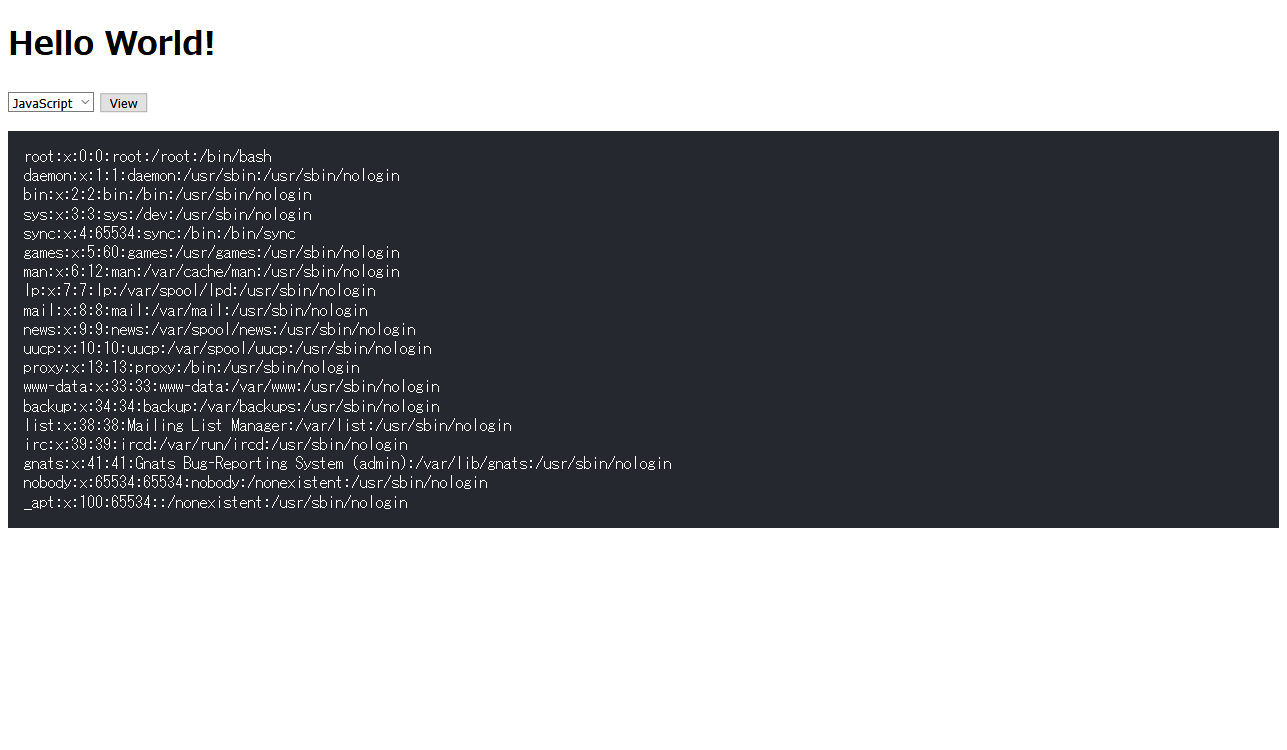 Hello World!
JavaScript View
root:x:0:0:root:/root:/bin/bash
daemon:x:1:1:daemon:/usr/sbin:/usr/sbin/nologin
bin:x:2:2:bin:/bin:/usr/sbin/nologin
sys:x:3:3:sys:/dev:/usr/sbin/nologin
sync:x:4:65534:sync:/bin:/bin/sync
games:x:5:60:games:/usr/games:/usr/sbin/nologin
man:x:6:12:man:/var/cache/man:/usr/sbin/nologin
lp:x:7:7:lp:/var/spool/lpd:/usr/sbin/nologin
mail:x:8:8:mail:/var/mail:/usr/sbin/nologin
news:x:9:9:news:/var/spool/news:/usr/sbin/nologin
uucp:x:10:10:uucp:/var/spool/uucp:/usr/sbin/nologin
proxy:x:13:13:proxy:/bin:/usr/sbin/nologin
www-data:x:33:33:www-data:/var/www:/usr/sbin/nologin
backup:x:34:34:backup:/var/backups:/usr/sbin/nologin
list:x:38:38:Mailing List Manager:/var/list:/usr/sbin/nologin
irc:x:39:39:ircd:/var/run/ircd:/usr/sbin/nologin
gnats:x:41:41:Gnats Bug-Reporting System (admin):/var/lib/gnats:/usr/sbin/nologin
nobody:x:65534:65534:nobody:/nonexistent:/usr/sbin/nologin
_apt:x:100:65534::/nonexistent:/usr/sbin/nologin